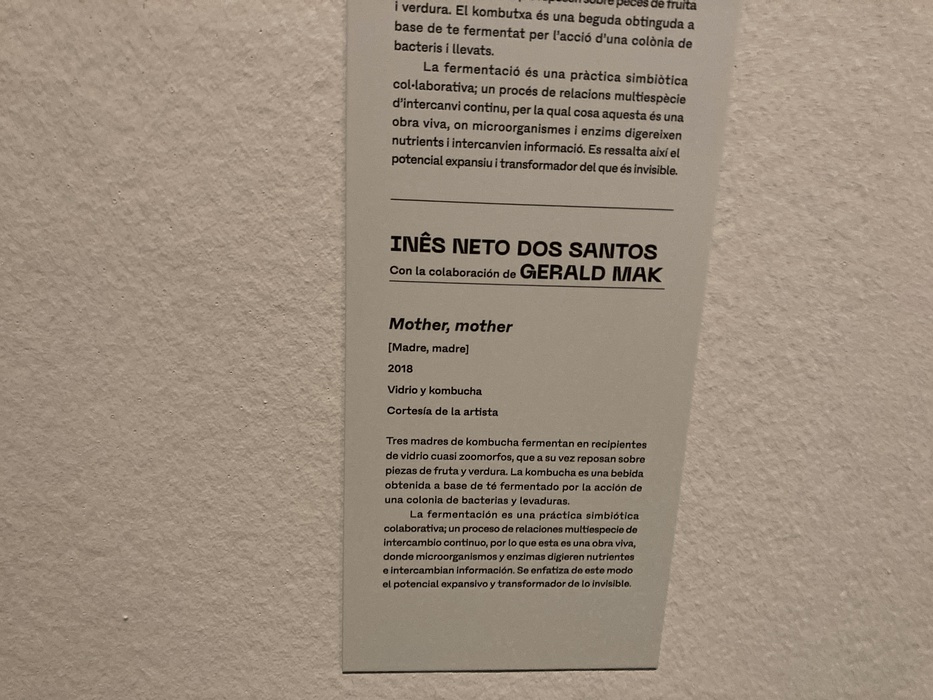 sobre peces de fruita
i verdura. El kombutxa és una beguda obtinguda a
base de te fermentat per l'acció d'una colònia de
bacteris i llevats.
La fermentació és una pràctica simbiòtica
col·laborativa; un procés de relacions multiespècie
d'intercanvi continu, per la qual cosa aquesta és una
obra viva, on microorganismes i enzims digereixen
nutrients i intercanvien informació. Es ressalta així el
potencial expansiu i transformador del que és invisible.
INÊS NETO DOS SANTOS
Con la colaboración de GERALD MAK
Mother, mother
[Madre, madre]
2018
Vidrio y kombucha
Cortesía de la artista
Tres madres de kombucha fermentan en recipientes
de vidrio cuasi zoomorfos, que a su vez reposan sobre
piezas de fruta y verdura. La kombucha es una bebida
obtenida a base de té fermentado por la acción de
una colonia de bacterias y levaduras.
La fermentación es una práctica simbiótica
colaborativa; un proceso de relaciones multiespecie de
intercambio continuo, por lo que esta es una obra viva,
donde microorganismos y enzimas digieren nutrientes
e intercambian información. Se enfatiza de este modo
el potencial expansivo y transformador de lo invisible.